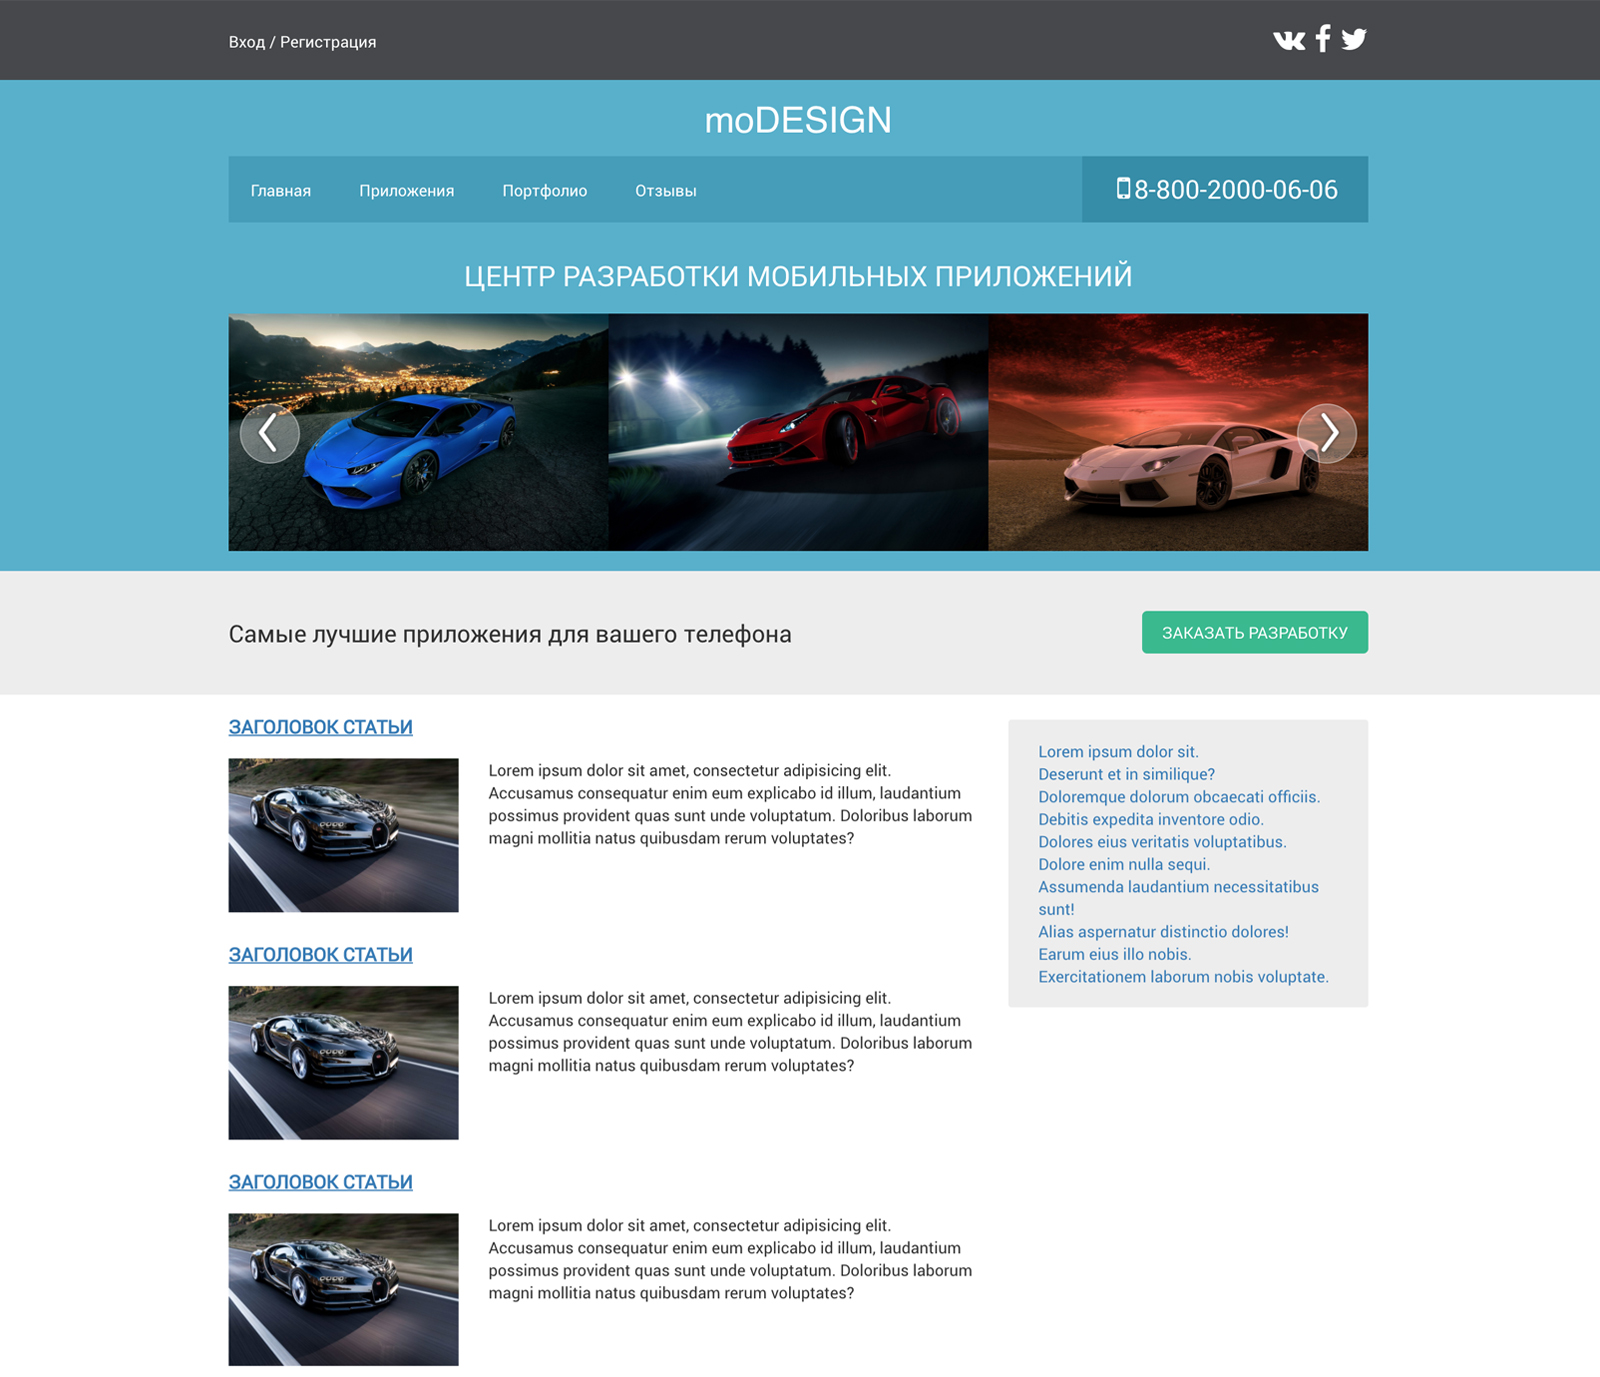 Вход / Регистрация
moDESIGN
Главная Приложения Портфолио Отзывы 8-800-2000-06-06
ЦЕНТР РАЗРАБОТКИ МОБИЛЬНЫХ ПРИЛОЖЕНИЙ
Самые лучшие приложения для вашего телефона
ЗАКАЗАТЬ РАЗРАБОТКУ
ЗАГОЛОВОК СТАТЬИ
Lorem ipsum dolor sit amet, consectetur adipisicing elit.
Accusamus consequatur enim eum explicabo id illum, laudantium
possimus provident quas sunt unde voluptatum. Doloribus laborum
magni mollitia natus quibusdam rerum voluptates?
ЗАГОЛОВОК СТАТЬИ
Lorem ipsum dolor sit amet, consectetur adipisicing elit.
Accusamus consequatur enim eum explicabo id illum, laudantium
possimus provident quas sunt unde voluptatum. Doloribus laborum
magni mollitia natus quibusdam rerum voluptates?
ЗАГОЛОВОК СТАТЬИ
Lorem ipsum dolor sit amet, consectetur adipisicing elit.
Accusamus consequatur enim eum explicabo id illum, laudantium
possimus provident quas sunt unde voluptatum. Doloribus laborum
magni mollitia natus quibusdam rerum voluptates?
Lorem ipsum dolor sit.
Deserunt et in similique?
Doloremque dolorum obcaecati officiis.
Debitis expedita inventore odio.
Dolores eius veritatis voluptatibus.
Dolore enim nulla sequi.
Assumenda laudantium necessitatibus
sunt!
Alias aspernatur distinctio dolores!
Earum eius illo nobis.
Exercitationem laborum nobis voluptate.